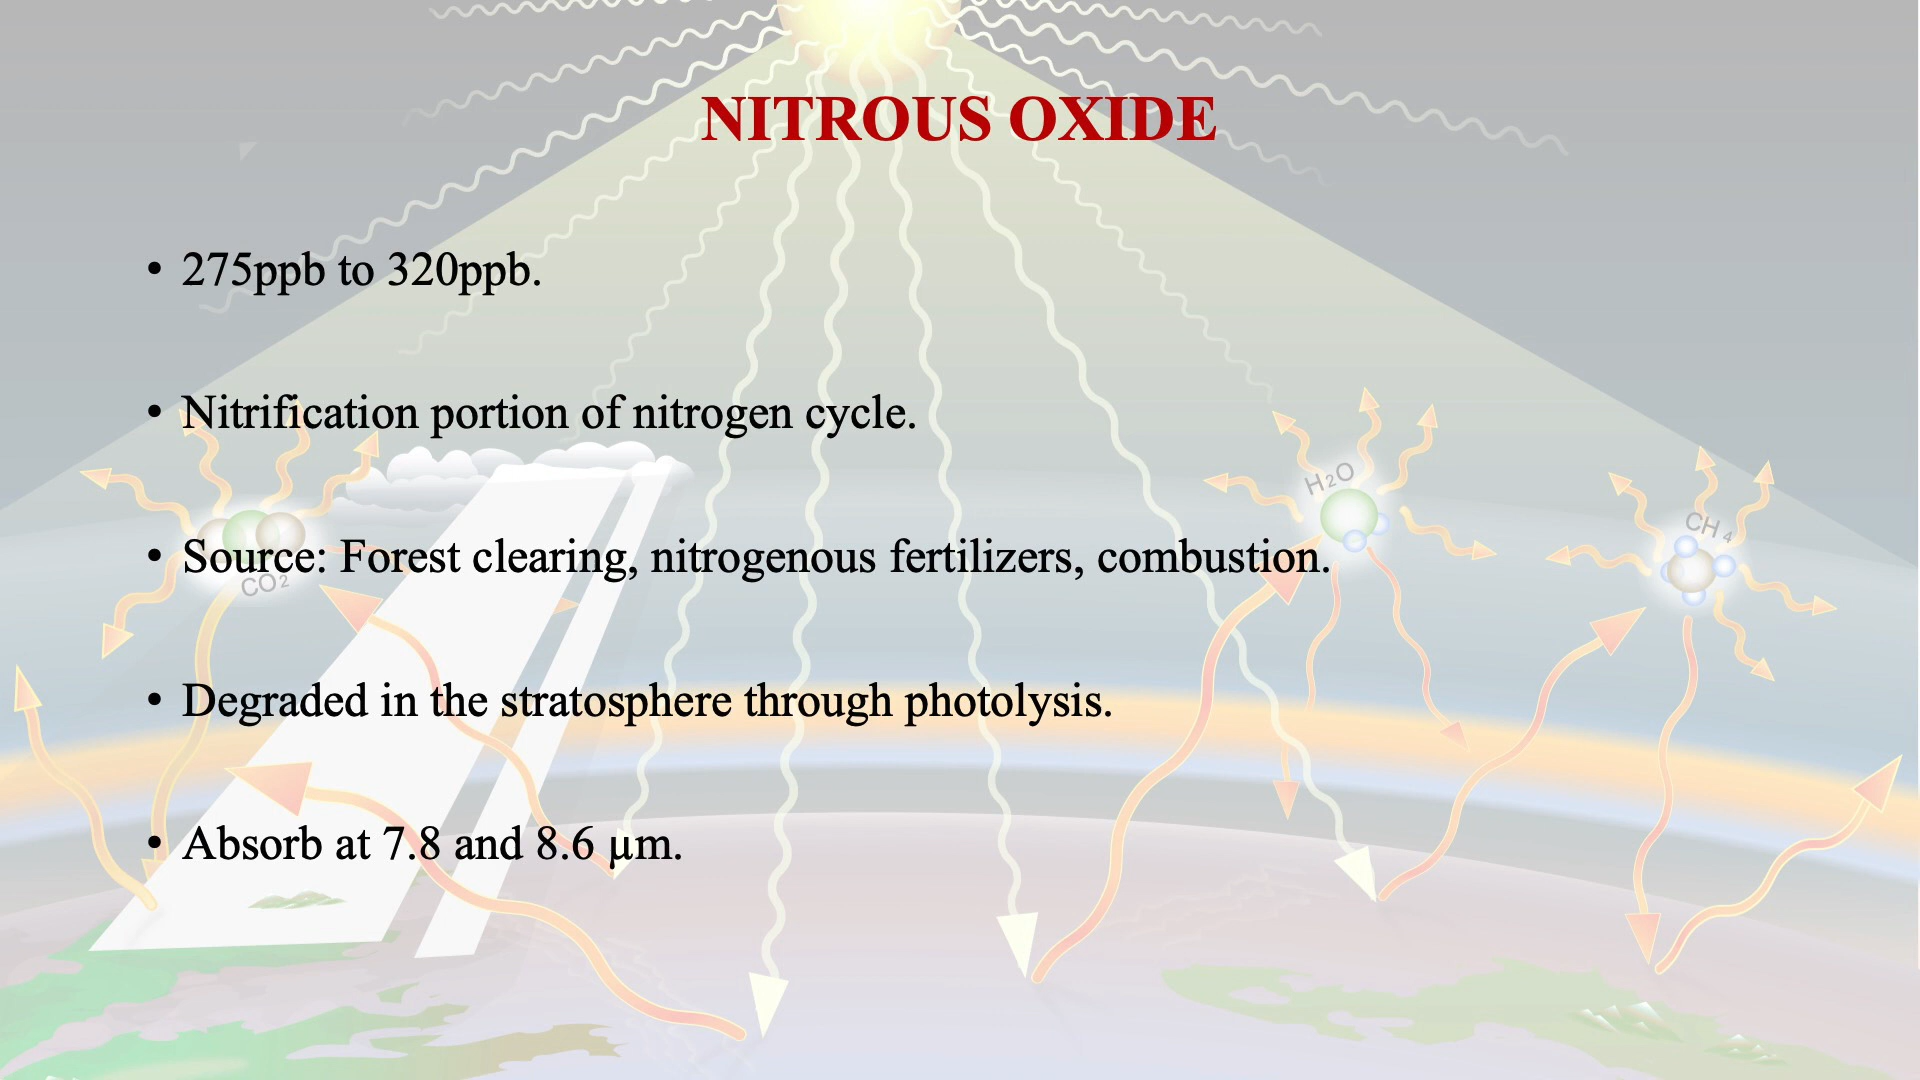 NITROUS OXIDE
• 275ppb to 320ppb.
• Nitrification portion of nitrogen cycle.
H₂O
CH₄
• Source: Forest clearing, nitrogenous fertilizers, combustion.
CO₂
• Degraded in the stratosphere through photolysis.
• Absorb at 7.8 and 8.6 µm.